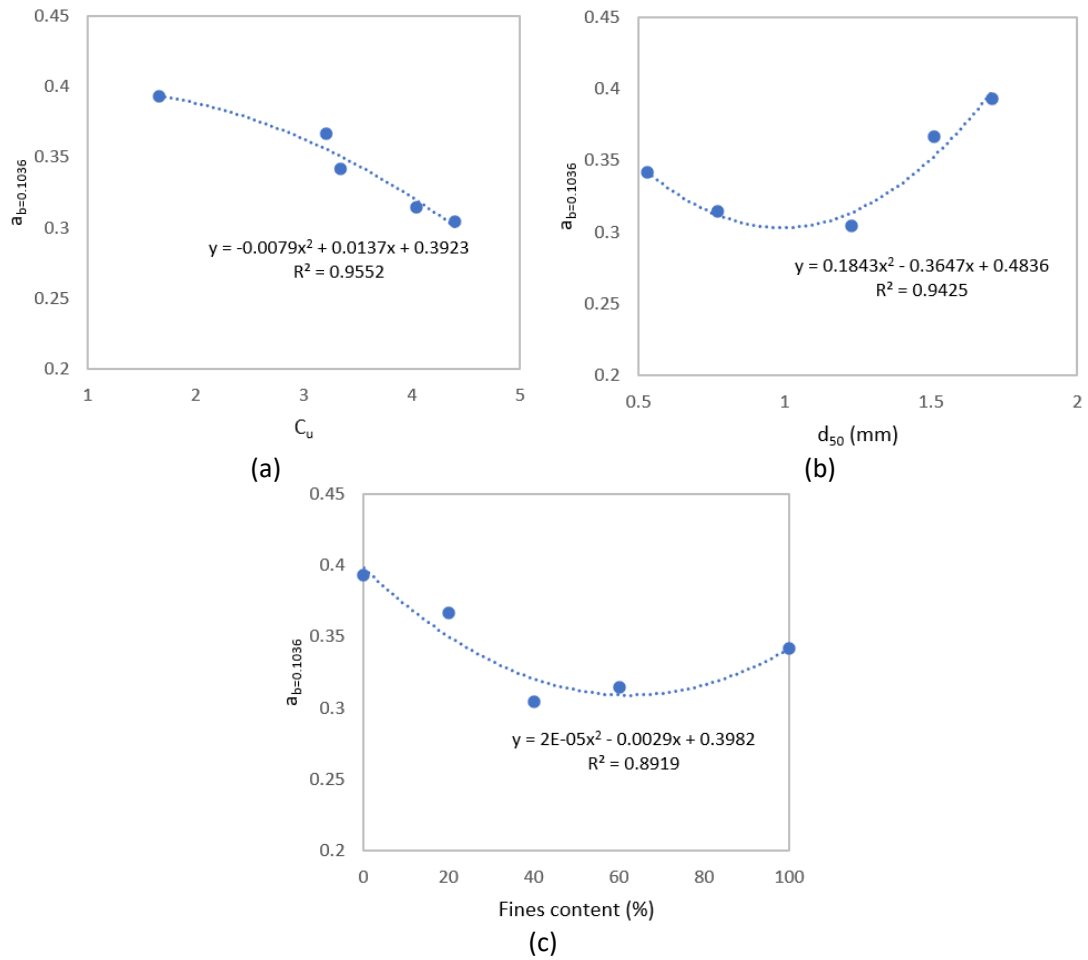 0.45
0.4
0.35
0.3
0.25
0.2
a_b=0.1036
y = -0.0079x² + 0.0137x + 0.3923
R² = 0.9552
1 2 3 4 5
C_u
(a)
0.45
0.4
0.35
0.3
0.25
0.2
a_b=0.1036
y = 0.1843x² - 0.3647x + 0.4836
R² = 0.9425
0.5 1 1.5 2
d₅₀ (mm)
(b)
0.45
0.4
0.35
0.3
0.25
0.2
a_b=0.1036
y = 2E-05x² - 0.0029x + 0.3982
R² = 0.8919
0 20 40 60 80 100
Fines content (%)
(c)